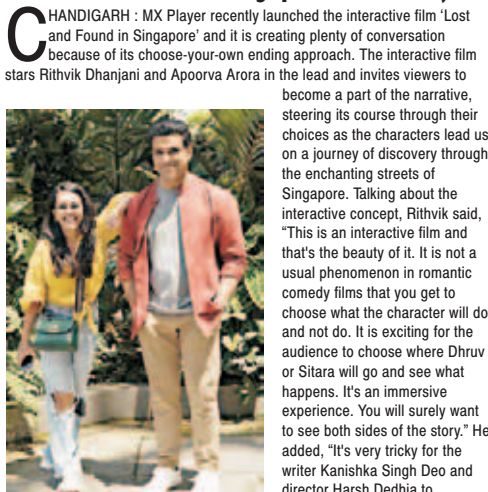 CHANDIGARH : MX Player recently launched the interactive film 'Lost
and Found in Singapore' and it is creating plenty of conversation
because of its choose-your-own ending approach. The interactive film
stars Rithvik Dhanjani and Apoorva Arora in the lead and invites viewers to
become a part of the narrative,
steering its course through their
choices as the characters lead us
on a journey of discovery through
the enchanting streets of
Singapore. Talking about the
interactive concept, Rithvik said,
“This is an interactive film and
that's the beauty of it. It is not a
usual phenomenon in romantic
comedy films that you get to
choose what the character will do
and not do. It is exciting for the
audience to choose where Dhruv
or Sitara will go and see what
happens. It's an immersive
experience. You will surely want
to see both sides of the story.” He
added, “It's very tricky for the
writer Kanishka Singh Deo and
director Harsh Dedhia to